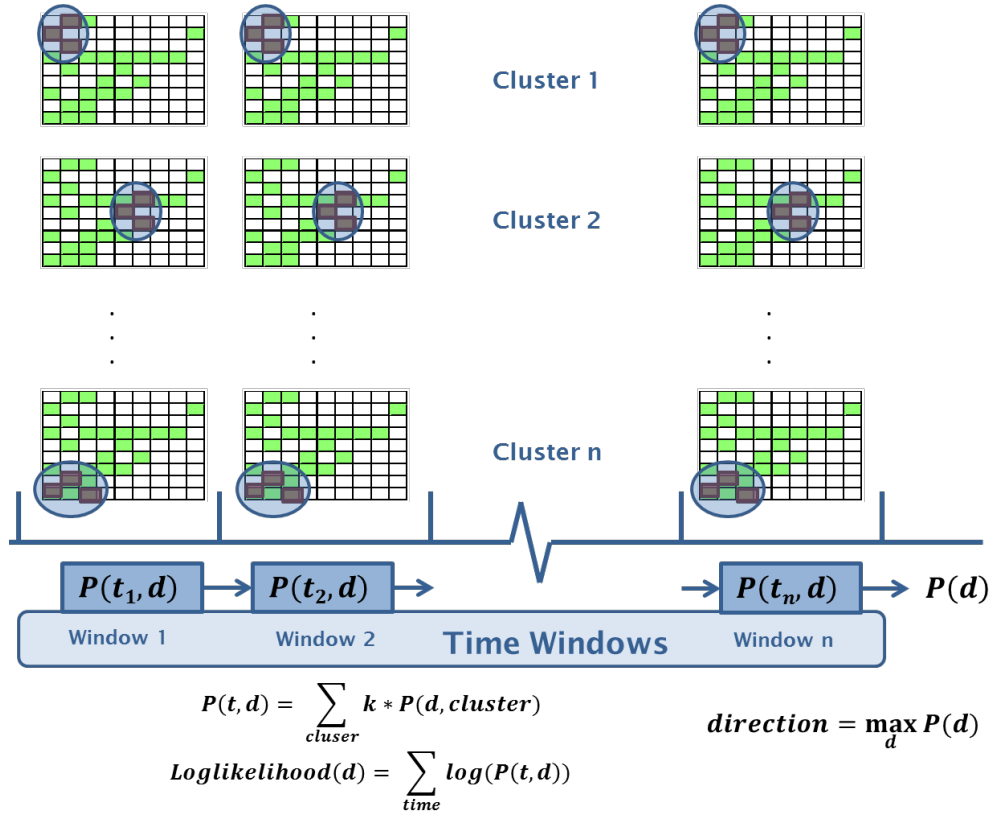 Cluster 1
Cluster 2
. . .
. . .
. . .
Cluster n
P(t₁, d) P(t₂, d) P(tₙ, d) P(d)
Window 1 Window 2 Time Windows Window n
P(t, d) = ∑ k * P(d, cluster)
cluser
direction = max P(d)
d
Loglikelihood(d) = ∑ log(P(t, d))
time